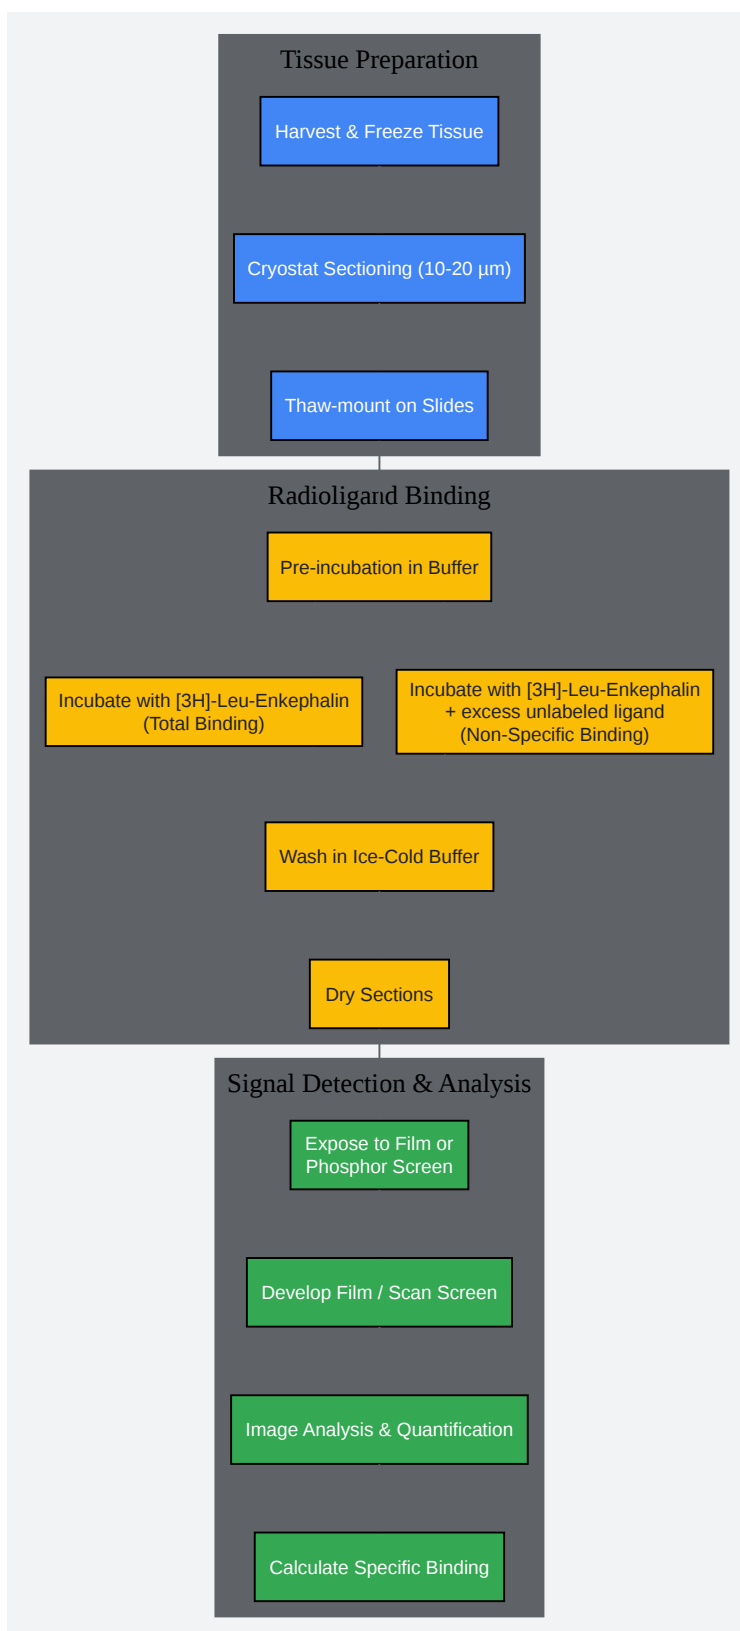 Tissue Preparation
Harvest & Freeze Tissue
Cryostat Sectioning (10-20 µm)
Thaw-mount on Slides
Radioligand Binding
Pre-incubation in Buffer
Incubate with [3H]-Leu-Enkephalin
(Total Binding)
Incubate with [3H]-Leu-Enkephalin
+ excess unlabeled ligand
(Non-Specific Binding)
Wash in Ice-Cold Buffer
Dry Sections
Signal Detection & Analysis
Expose to Film or
Phosphor Screen
Develop Film / Scan Screen
Image Analysis & Quantification
Calculate Specific Binding